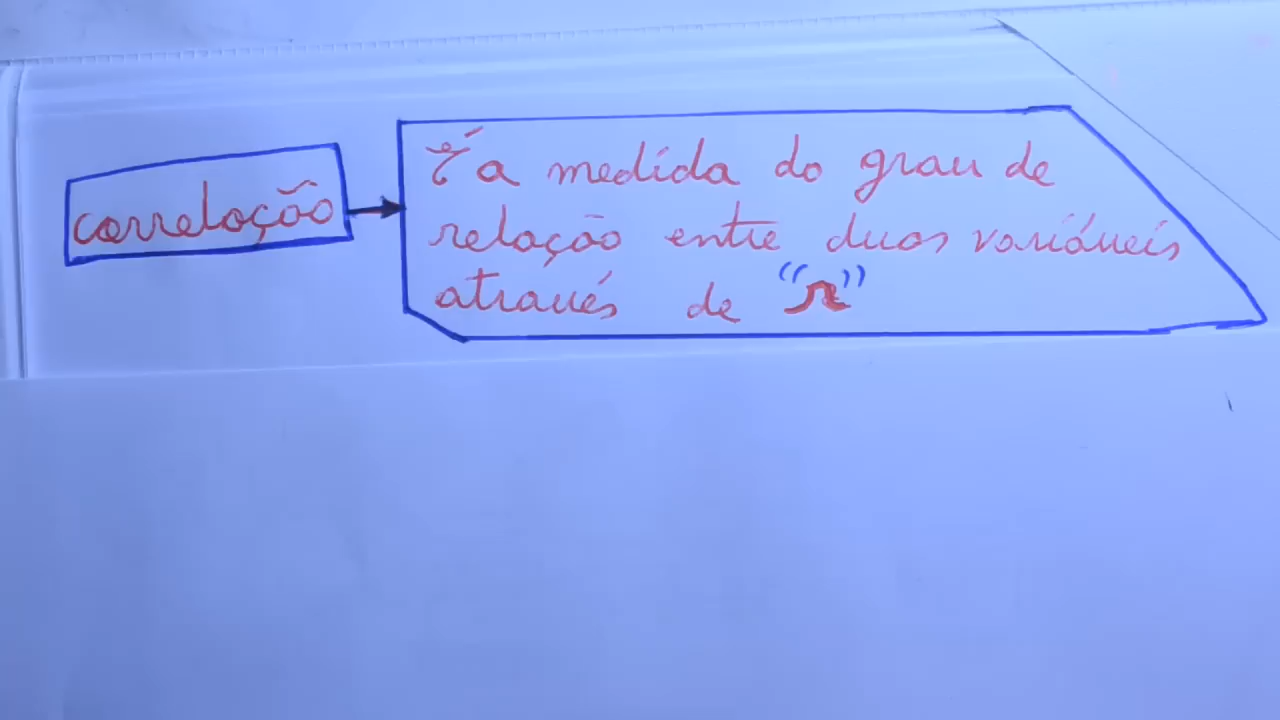 correlação
É a medida do grau de
relação entre duas variáveis
através de "r"